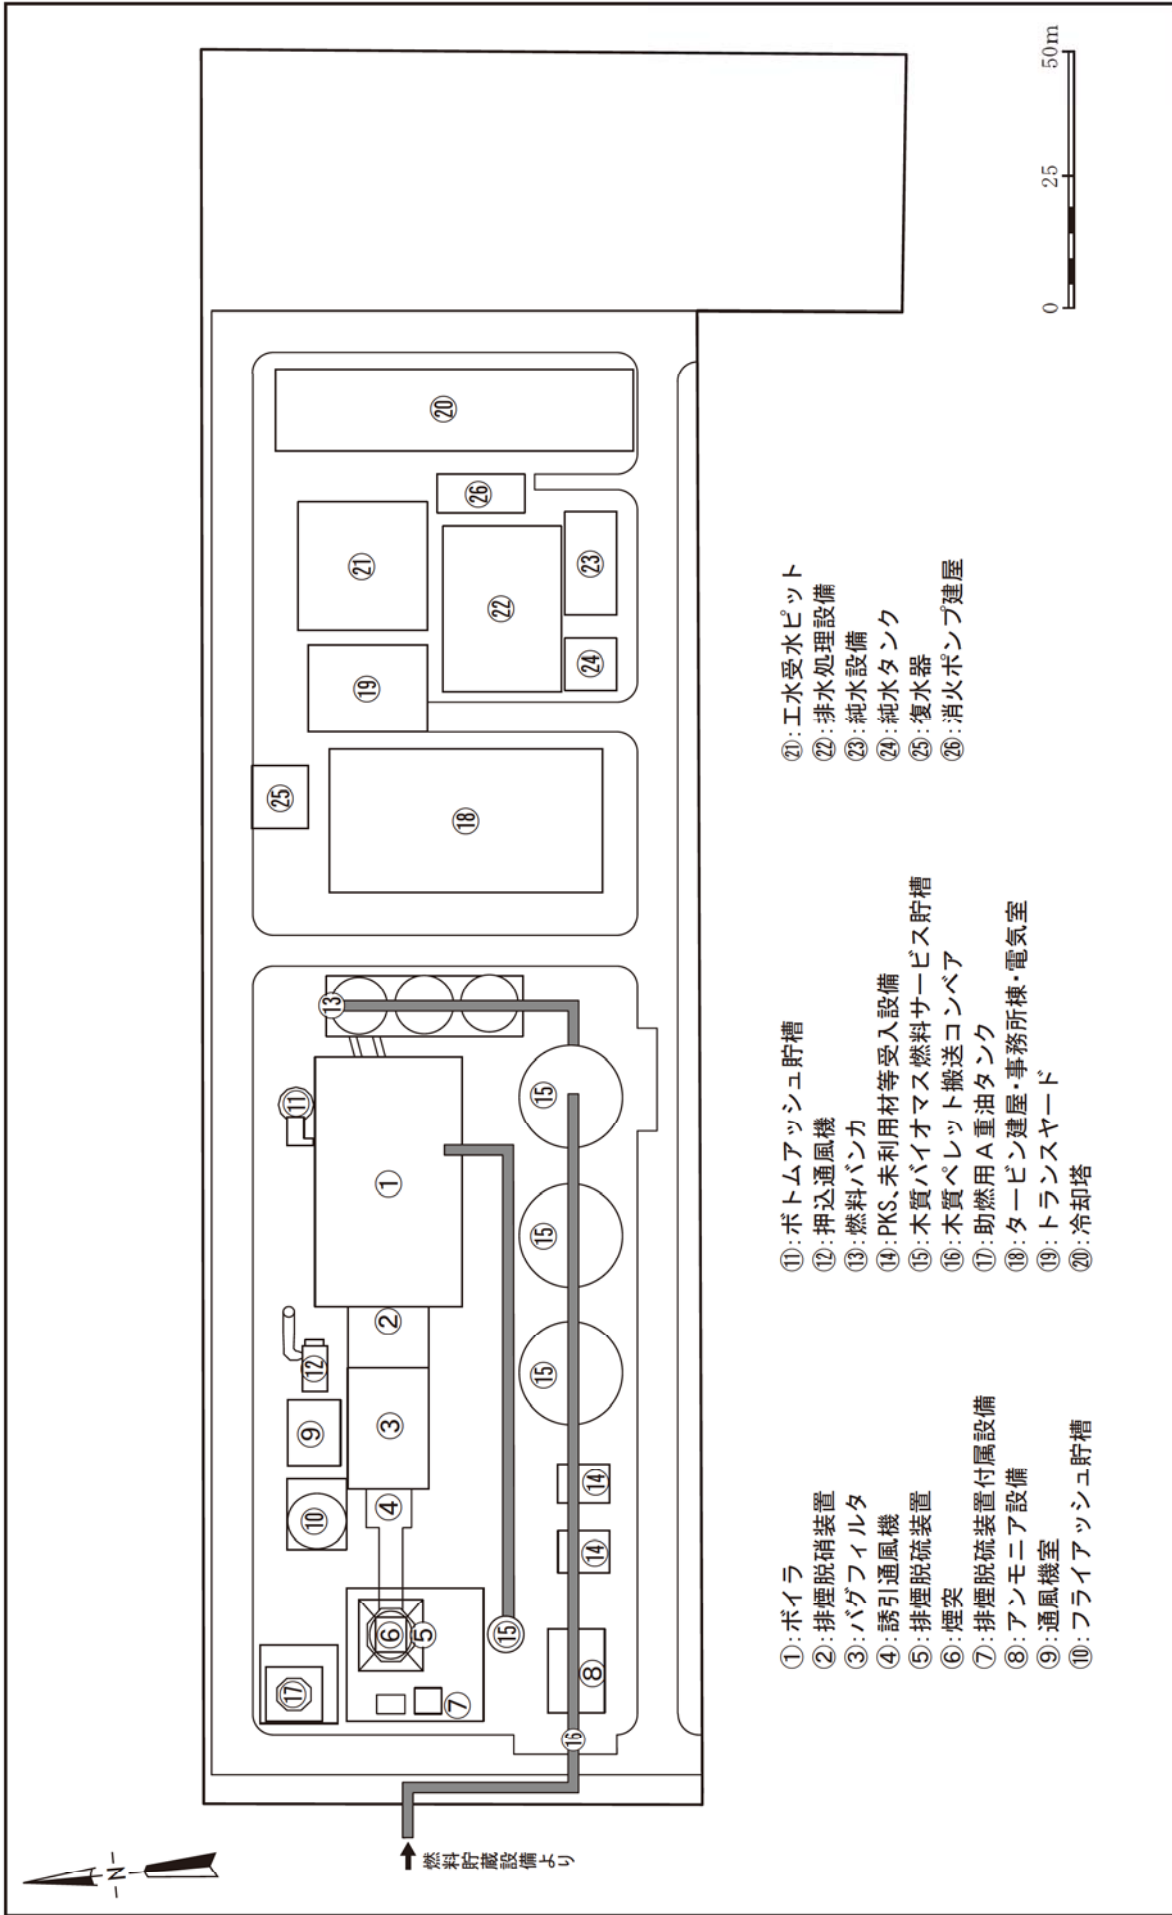 N
⑰
⑩
⑨
⑫
⑪
⑬
㉕
⑥
⑤
④
③
②
①
⑲
㉑
⑦
⑱
⑳
㉖
㉒
⑮
⑮
⑮
⑮
燃料貯蔵設備より
⑯
⑧
⑭
⑭
㉔
㉓
①:ボイラ
②:排煙脱硝装置
③:バグフィルタ
④:誘引通風機
⑤:排煙脱硫装置
⑥:煙突
⑦:排煙脱硫装置付属設備
⑧:アンモニア設備
⑨:通風機室
⑩:フライアッシュ貯槽
⑪:ボトムアッシュ貯槽
⑫:押込通風機
⑬:燃料バンカ
⑭:PKS、未利用材等受入設備
⑮:木質バイオマス燃料サービス貯槽
⑯:木質ペレット搬送コンベア
⑰:助燃用A重油タンク
⑱:タービン建屋・事務所棟・電気室
⑲:トランスヤード
⑳:冷却塔
㉑:工水受水ピット
㉒:排水処理設備
㉓:純水設備
㉔:純水タンク
㉕:復水器
㉖:消火ポンプ建屋
0 25 50m